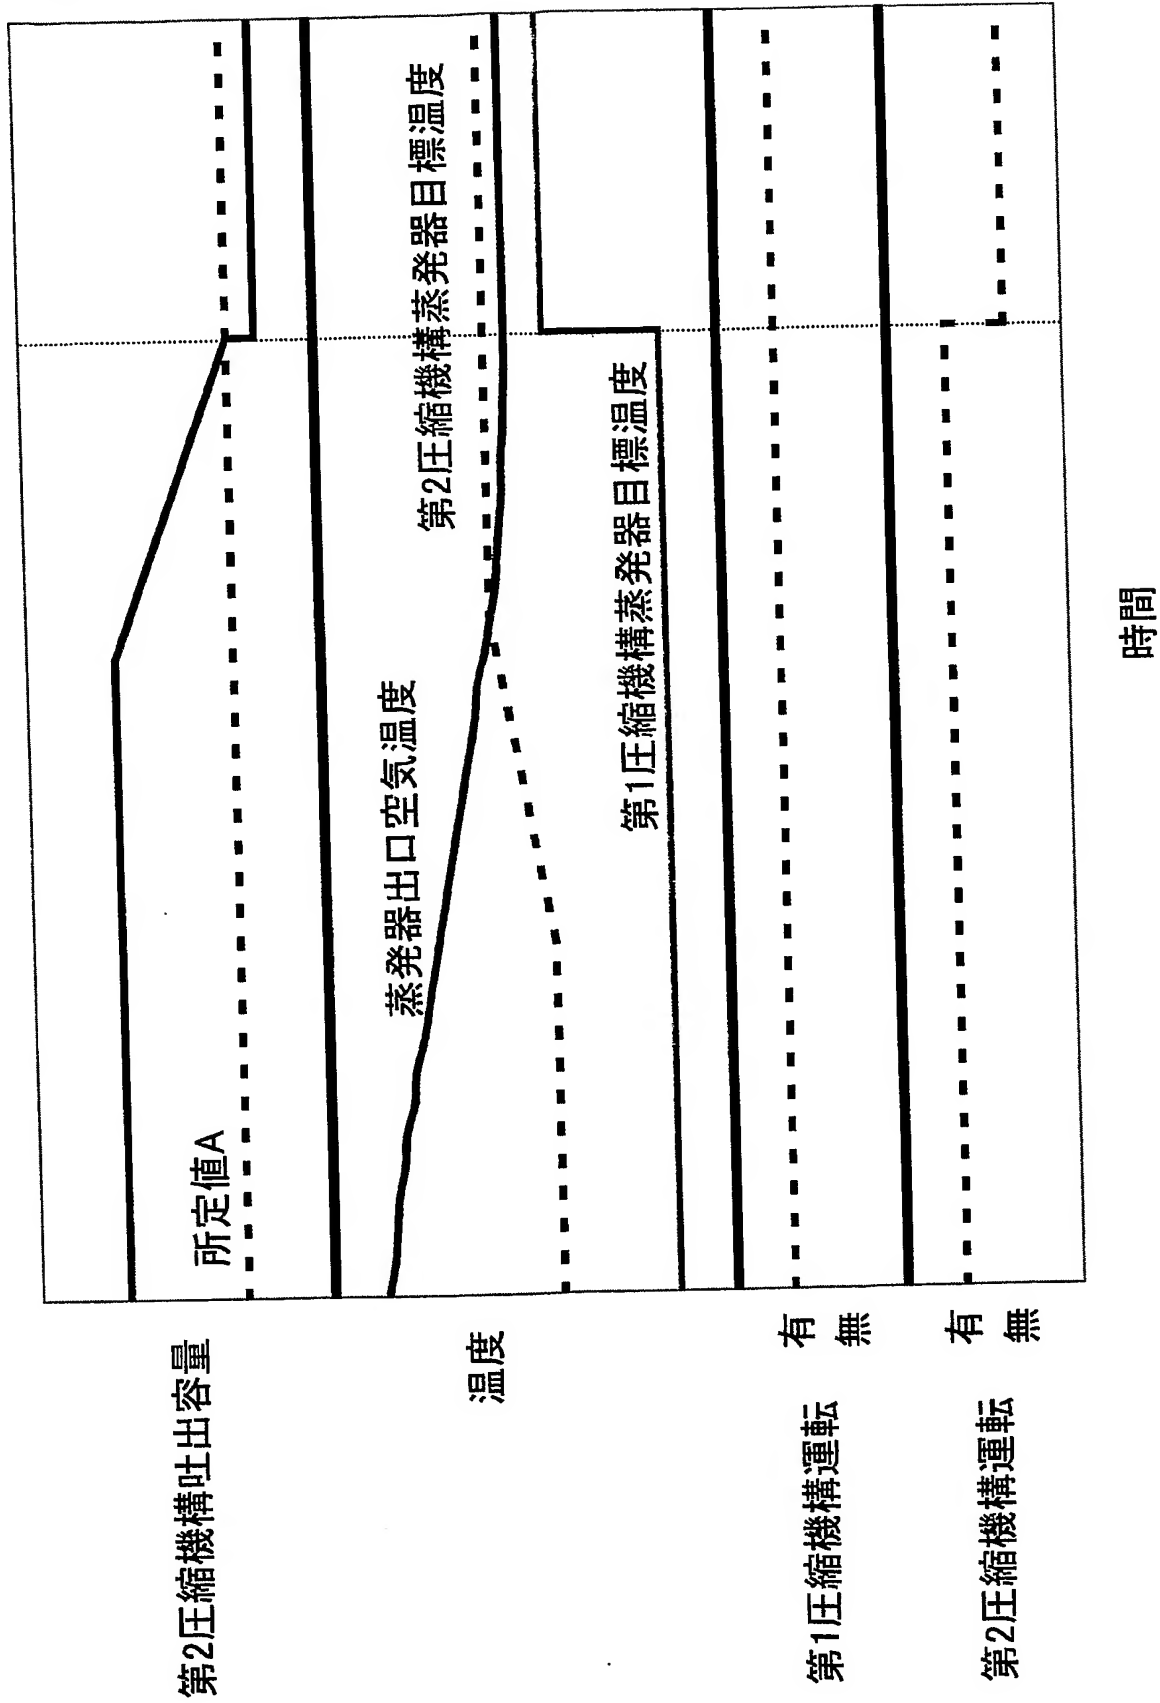 第2圧縮機構吐出容量
所定値A
温度
蒸発器出口空気温度
第2圧縮機構蒸発器目標温度
第1圧縮機構蒸発器目標温度
第1圧縮機構運転
有
無
第2圧縮機構運転
有
無
時間